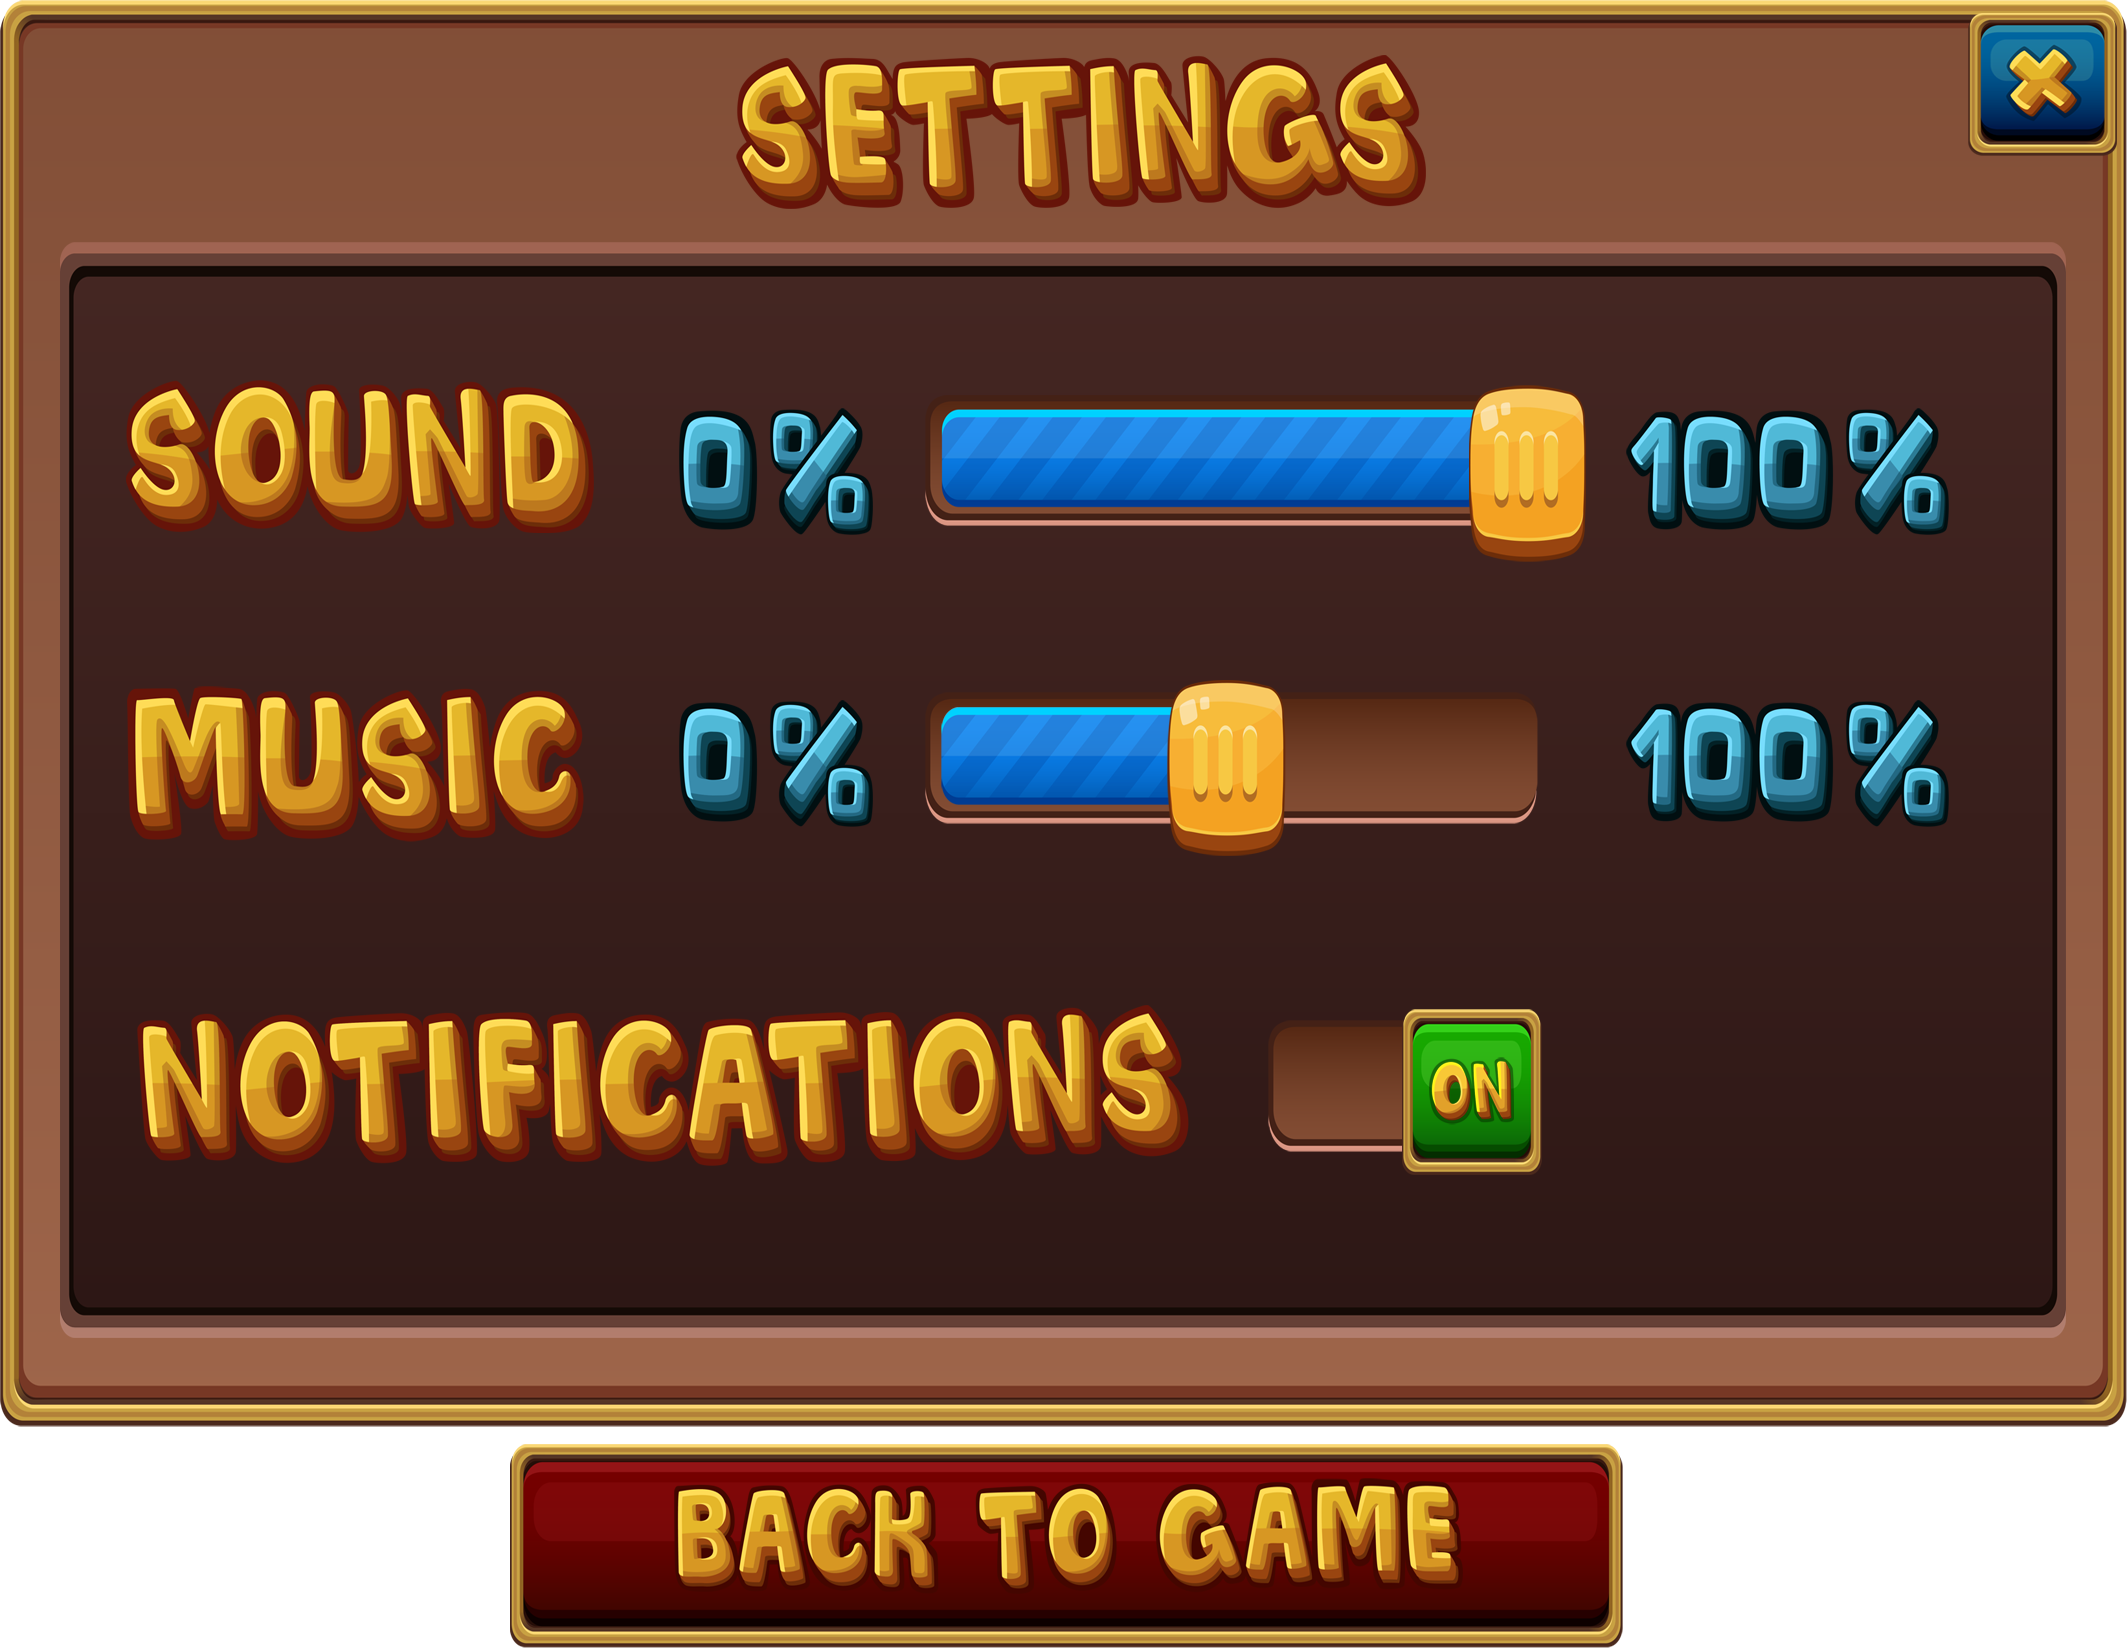 SETTINGS
SOUND 0% 100%
MUSIC 0% 100%
NOTIFICATIONS ON
BACK TO GAME